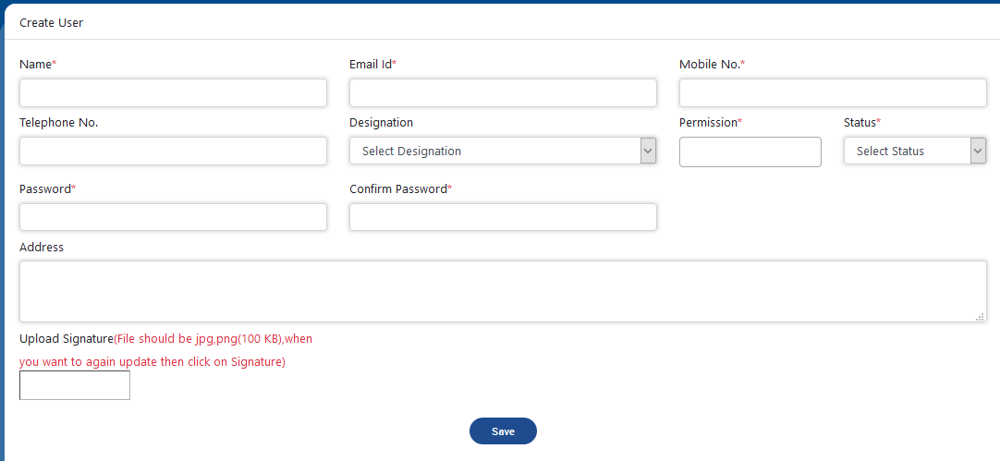 Create User
Name* Email Id* Mobile No.*
Telephone No. Designation Permission* Status*
Select Designation Select Status
Password* Confirm Password*
Address
Upload Signature(File should be jpg,png(100 KB),when
you want to again update then click on Signature)
Save